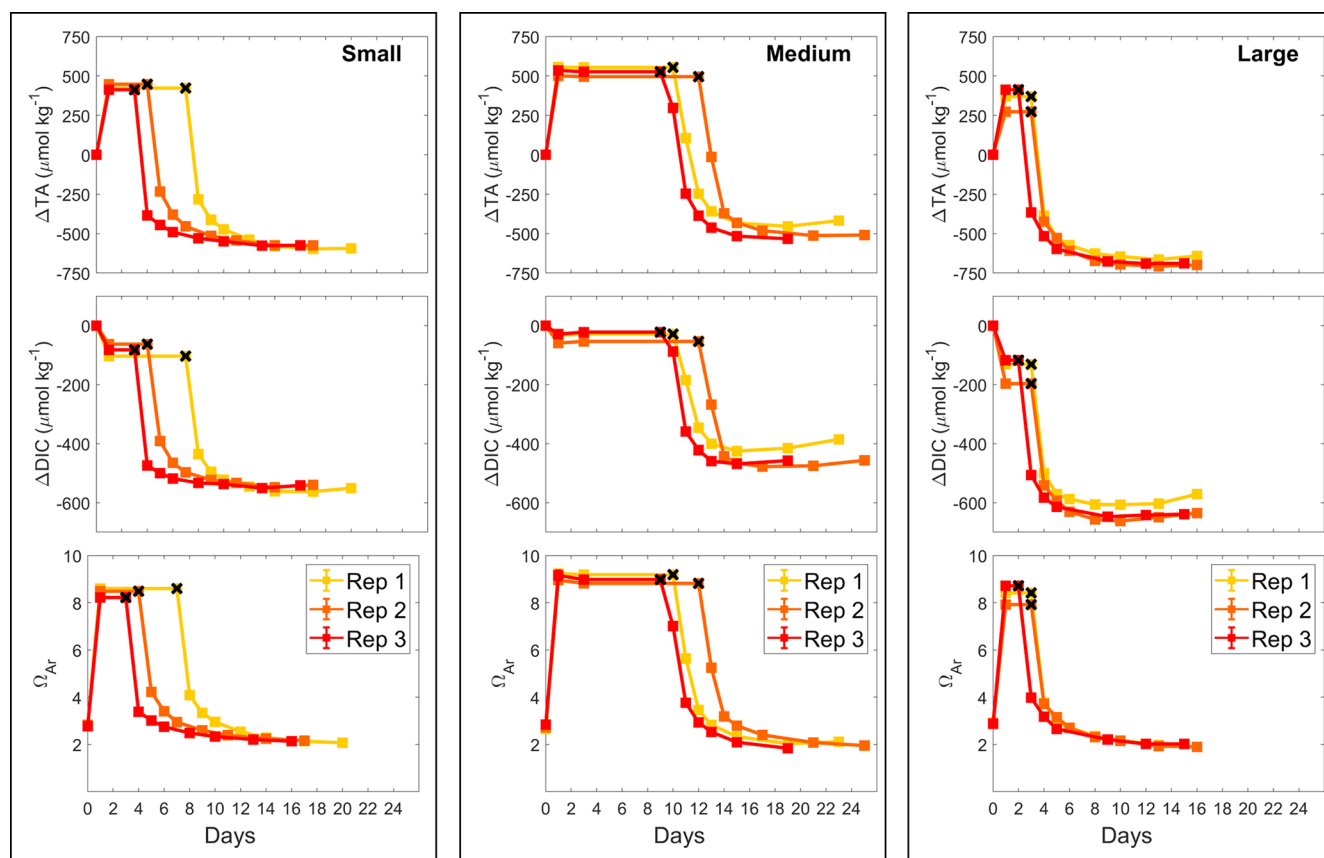 Small
750
500
250
0
-250
-500
-750
ΔTA (μmol kg⁻¹)
0
-200
-400
-600
ΔDIC (μmol kg⁻¹)
10
8
6
4
2
Ω_Ar
Rep 1
Rep 2
Rep 3
0 2 4 6 8 10 12 14 16 18 20 22 24
Days
Medium
750
500
250
0
-250
-500
-750
ΔTA (μmol kg⁻¹)
0
-200
-400
-600
ΔDIC (μmol kg⁻¹)
10
8
6
4
2
Ω_Ar
Rep 1
Rep 2
Rep 3
0 2 4 6 8 10 12 14 16 18 20 22 24
Days
Large
750
500
250
0
-250
-500
-750
ΔTA (μmol kg⁻¹)
0
-200
-400
-600
ΔDIC (μmol kg⁻¹)
10
8
6
4
2
Ω_Ar
Rep 1
Rep 2
Rep 3
0 2 4 6 8 10 12 14 16 18 20 22 24
Days